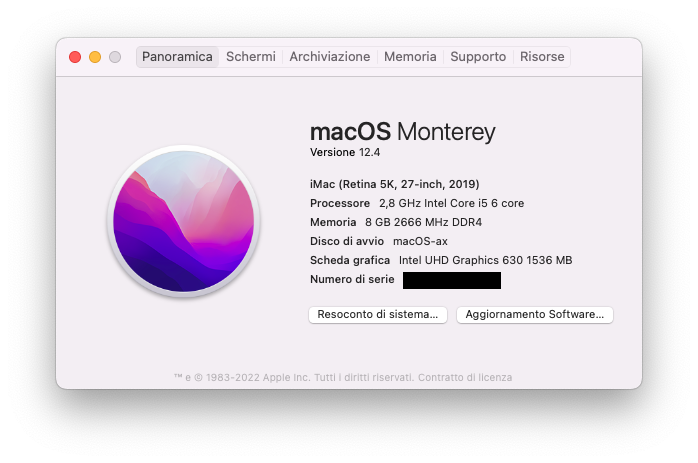 Panoramica Schermi Archiviazione Memoria Supporto Risorse
macOS Monterey
Versione 12.4
iMac (Retina 5K, 27-inch, 2019)
Processore 2,8 GHz Intel Core i5 6 core
Memoria 8 GB 2666 MHz DDR4
Disco di avvio macOS-ax
Scheda grafica Intel UHD Graphics 630 1536 MB
Numero di serie
Resoconto di sistema... Aggiornamento Software...
™ e © 1983-2022 Apple Inc. Tutti i diritti riservati. Contratto di licenza